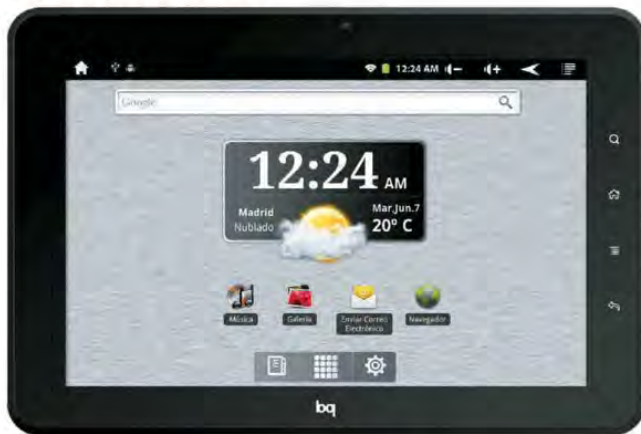 12:24 AM
Google
12:24 AM
Madrid
Nublado
Mar,Jun.7
20º C
Música
Galería
Enviar Correo
Electrónico
Navegador
bq